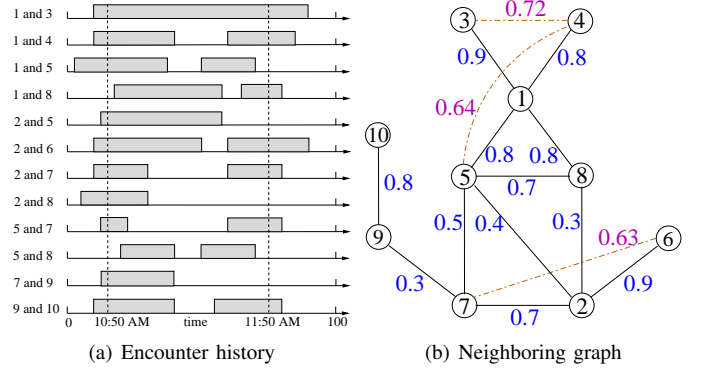 1 and 3
1 and 4
1 and 5
1 and 8
2 and 5
2 and 6
2 and 7
2 and 8
5 and 7
5 and 8
7 and 9
9 and 10
0 10:50 AM time 11:50 AM 100
(a) Encounter history
0.72
3 4
0.9 0.8
1
0.64
10
0.8 0.8
5 8
0.7
0.8
0.5 0.4 0.3
9 0.63 6
0.3 0.9
7 2
0.7
(b) Neighboring graph